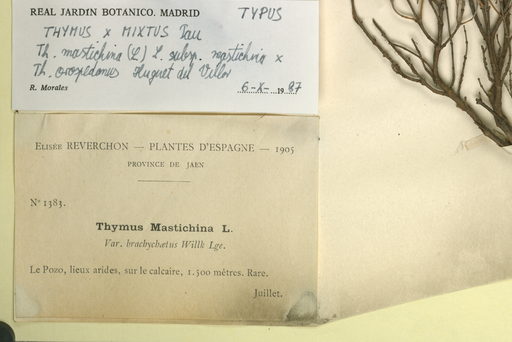 REAL JARDIN BOTANICO. MADRID TYPUS
THYMUS x MIXTUS Pau
Th. mastichina (L) L. subsp. mastichina x
Th. orospedanus Huguet del Villar
R. Morales 6-X- 1987
ELISÉE REVERCHON — PLANTES D'ESPAGNE — 1905
PROVINCE DE JAEN
N° 1383.
Thymus Mastichina L.
Var. brachychætus Willk Lge.
Le Pozo, lieux arides, sur le calcaire, 1.500 mètres. Rare.
Juillet.